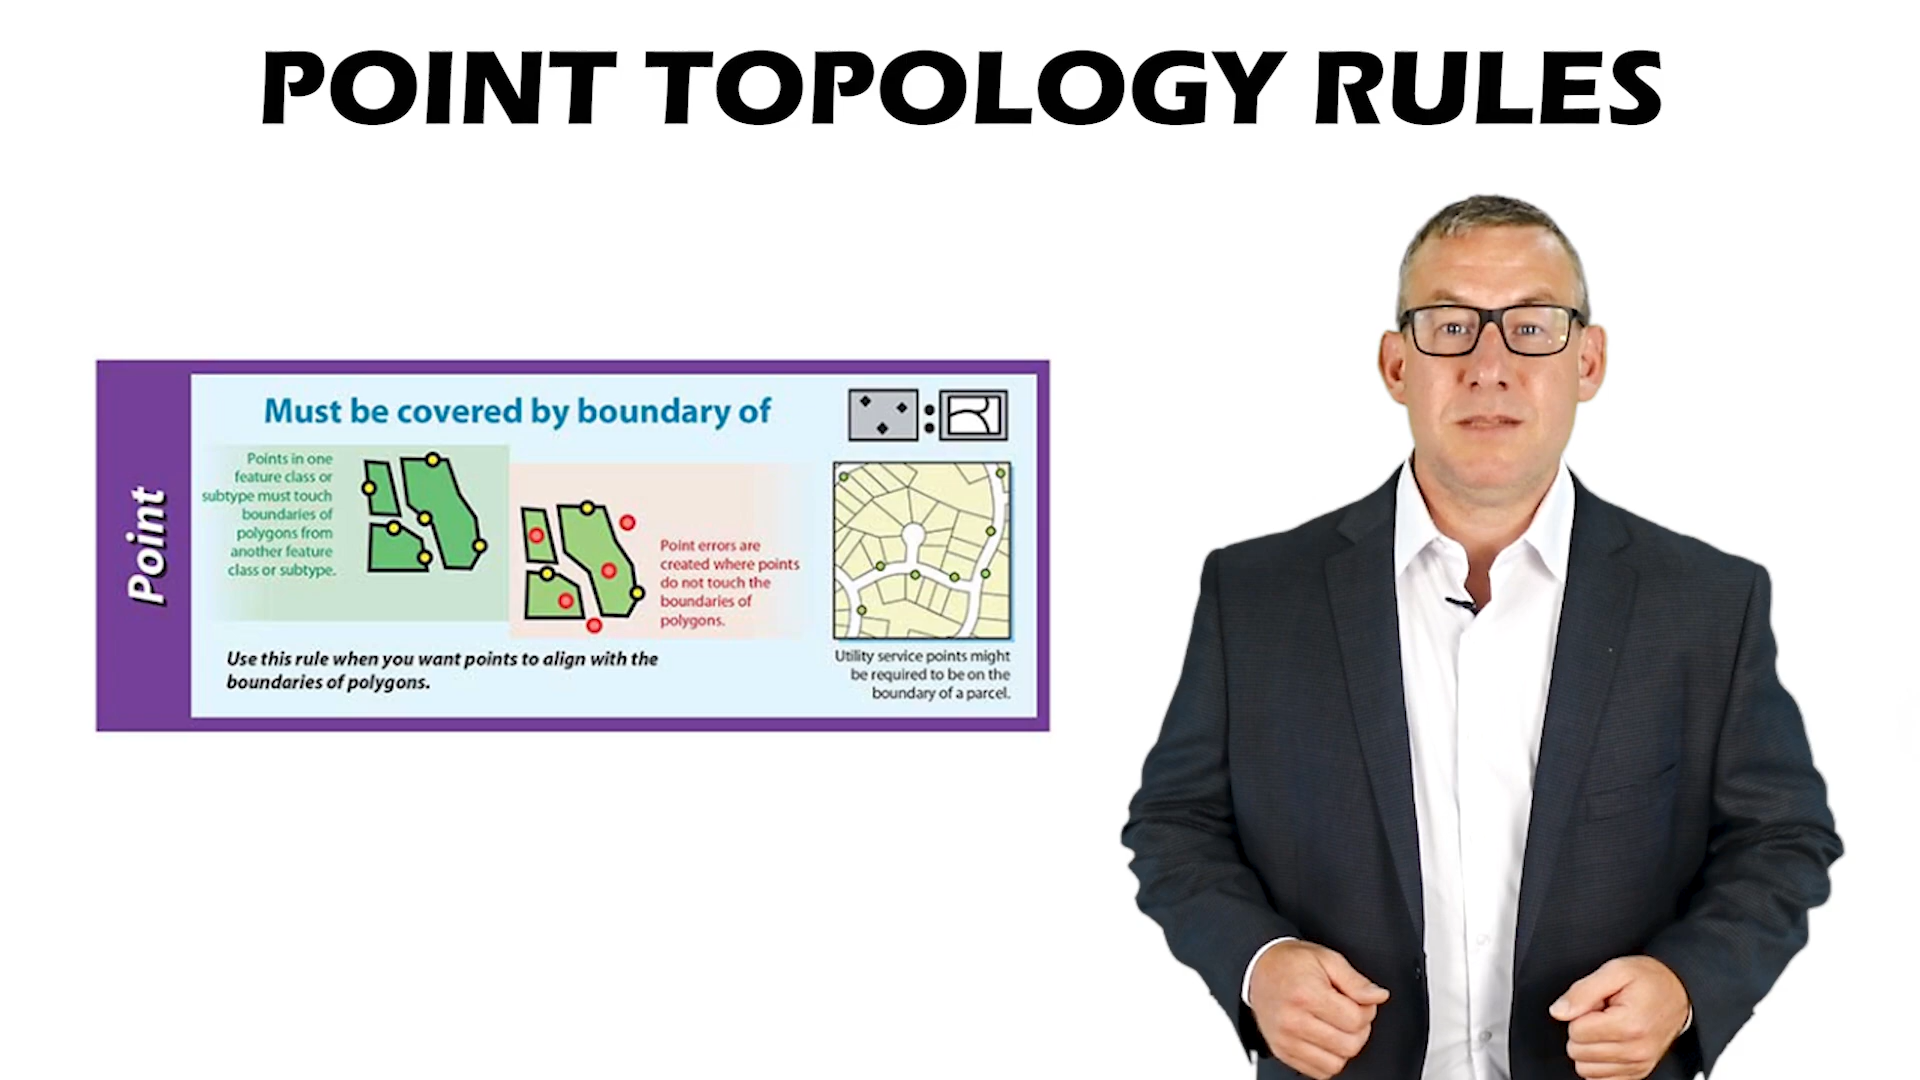 POINT TOPOLOGY RULES
Point
Must be covered by boundary of
Points in one
feature class or
subtype must touch
boundaries of
polygons from
another feature
class or subtype.
Point errors are
created where points
do not touch the
boundaries of
polygons.
Use this rule when you want points to align with the
boundaries of polygons.
Utility service points might
be required to be on the
boundary of a parcel.